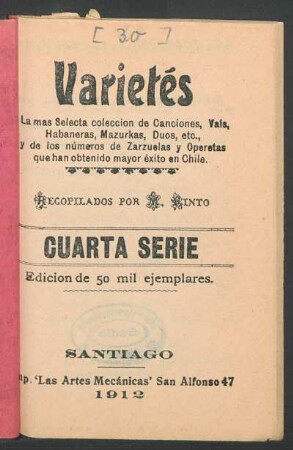 [30]
Varietés
La mas Selecta coleccion de Canciones, Vals,
Habaneras, Mazurkas, Duos, etc.,
y de los números de Zarzuelas y Operetas
que han obtenido mayor éxito en Chile.
RECOPILADOS POR
CUARTA SERIE
Edicion de 50 mil ejemplares.
SANTIAGO
mp. 'Las Artes Mecánicas' San Alfonso 47
1912